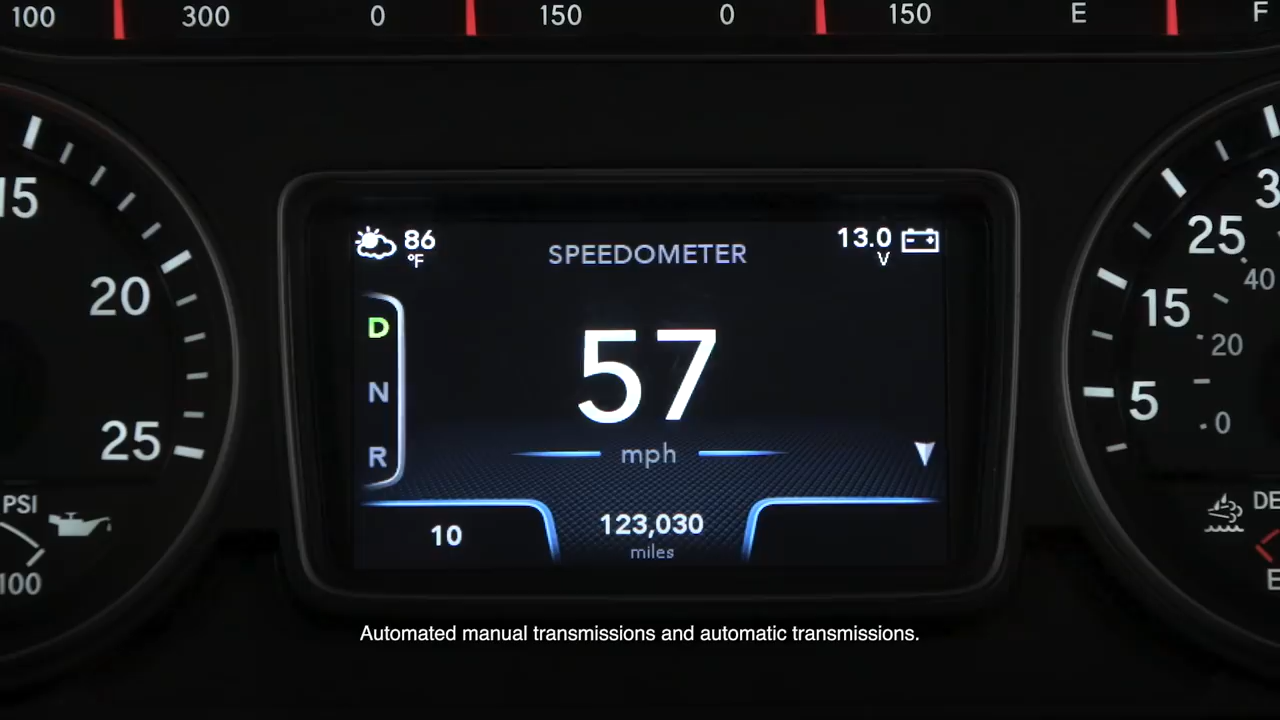 100 300 0 150 0 150 E F
15
20
25
PSI
100
86
°F
SPEEDOMETER
13.0
V
D
N
R
57
mph
10
123,030
miles
25
15
5
40
20
0
E
Automated manual transmissions and automatic transmissions.